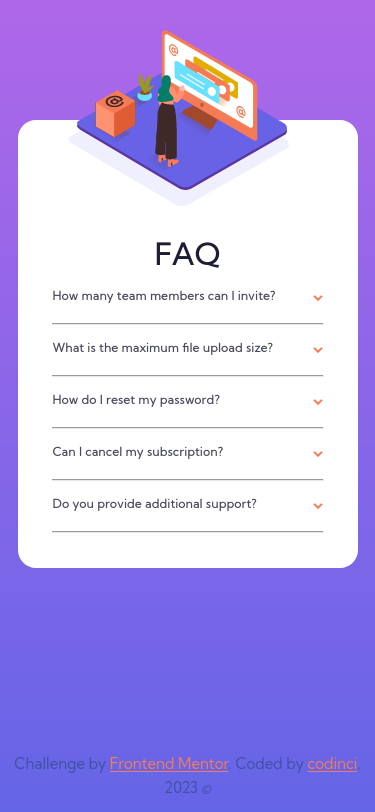 FAQ
How many team members can I invite?
What is the maximum file upload size?
How do I reset my password?
Can I cancel my subscription?
Do you provide additional support?
Challenge by Frontend Mentor. Coded by codinci
2023 ©